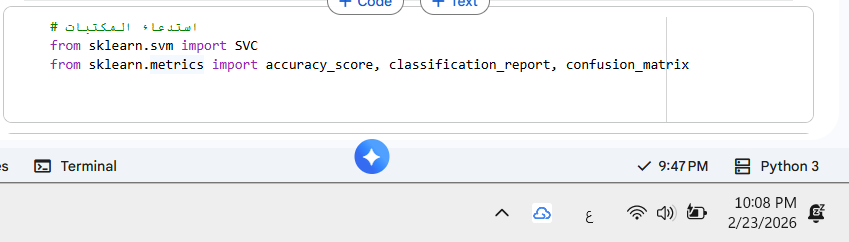 Code
Text
# استدعاء المكتبات
from sklearn.svm import SVC
from sklearn.metrics import accuracy_score, classification_report, confusion_matrix
es Terminal 9:47 PM Python 3
ع 10:08 PM
2/23/2026